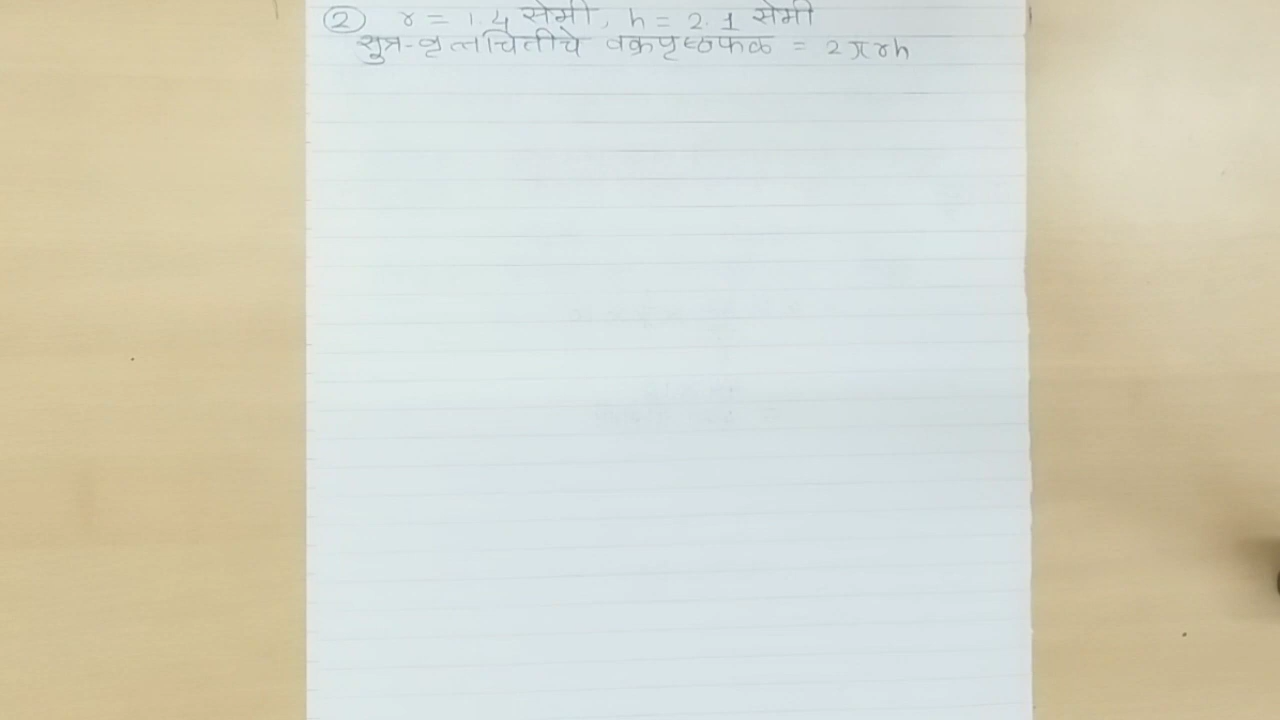 ② r = 1.4 सेमी, h = 2.1 सेमी
सूत्र-वृत्तचितीचे वक्रपृष्ठफळ = 2πrh